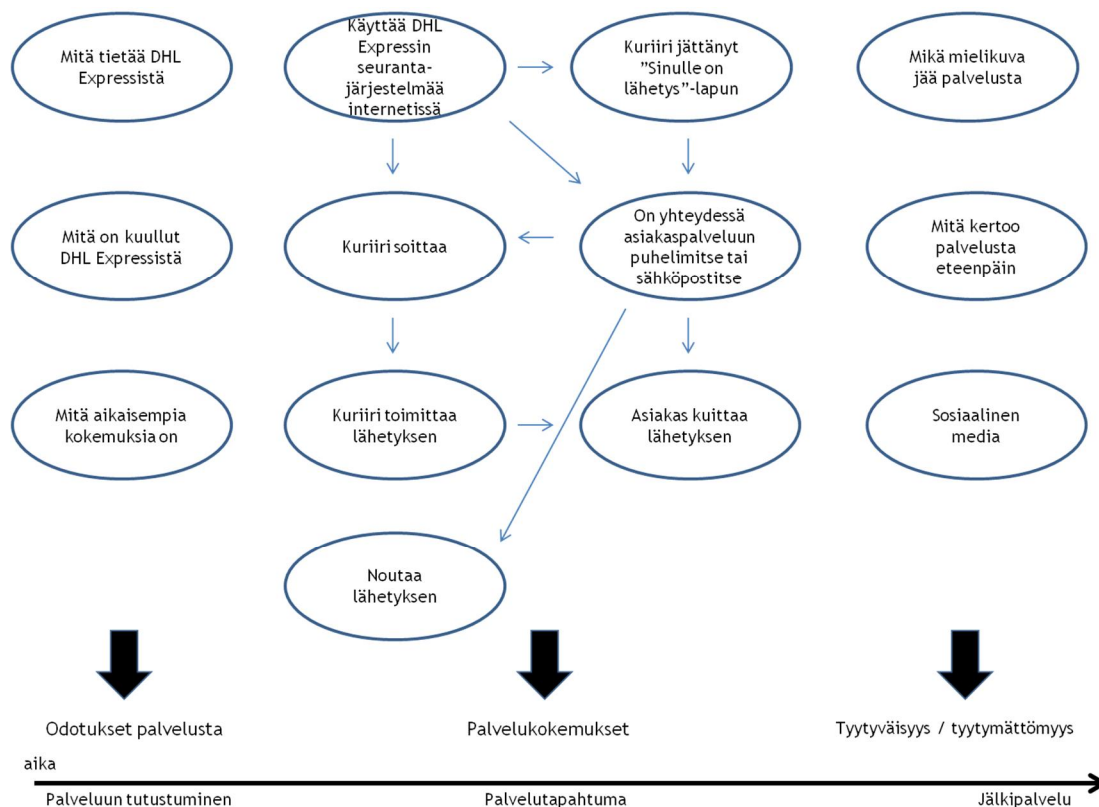 Mitä tietää DHL
Expressistä
Käyttää DHL
Expressin
seuranta-
järjestelmää
internetissä
Kuriiri jättänyt
”Sinulle on
lähetys”-lapun
Mikä mielikuva
jää palvelusta
Mitä on kuullut
DHL Expressistä
Kuriiri soittaa
On yhteydessä
asiakaspalveluun
puhelimitse tai
sähköpostitse
Mitä kertoo
palvelusta
eteenpäin
Mitä aikaisempia
kokemuksia on
Kuriiri toimittaa
lähetyksen
Asiakas kuittaa
lähetyksen
Sosiaalinen
media
Noutaa
lähetyksen
Odotukset palvelusta
Palvelukokemukset
Tyytyväisyys / tyytymättömyys
aika
Palveluun tutustuminen
Palvelutapahtuma
Jälkipalvelu